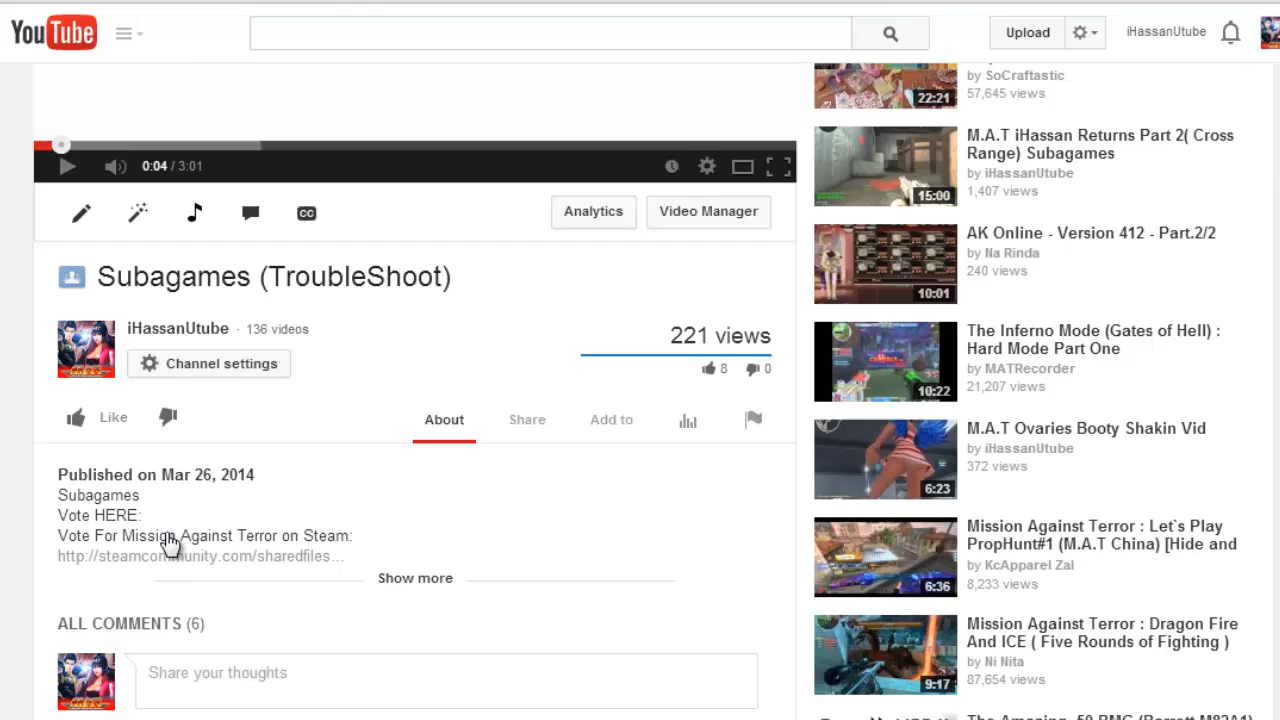 YouTube
Upload
iHassanUtube
0:04 / 3:01
CC
Analytics
Video Manager
Subagames (TroubleShoot)
iHassanUtube · 136 videos
Channel settings
221 views
8
0
Like
About
Share
Add to
Published on Mar 26, 2014
Subagames
Vote HERE:
Vote For Mission Against Terror on Steam:
http://steamcommunity.com/sharedfiles...
Show more
ALL COMMENTS (6)
Share your thoughts
22:21
by SoCraftastic
57,645 views
15:00
M.A.T iHassan Returns Part 2( Cross
Range) Subagames
by iHassanUtube
1,407 views
10:01
AK Online - Version 412 - Part.2/2
by Na Rinda
240 views
10:22
The Inferno Mode (Gates of Hell) :
Hard Mode Part One
by MATRecorder
21,207 views
6:23
M.A.T Ovaries Booty Shakin Vid
by iHassanUtube
372 views
6:36
Mission Against Terror : Let`s Play
PropHunt#1 (M.A.T China) [Hide and
by KcApparel Zal
8,233 views
9:17
Mission Against Terror : Dragon Fire
And ICE ( Five Rounds of Fighting )
by Ni Nita
87,654 views
The Amazing 50 BMG (Barrett M82A1)